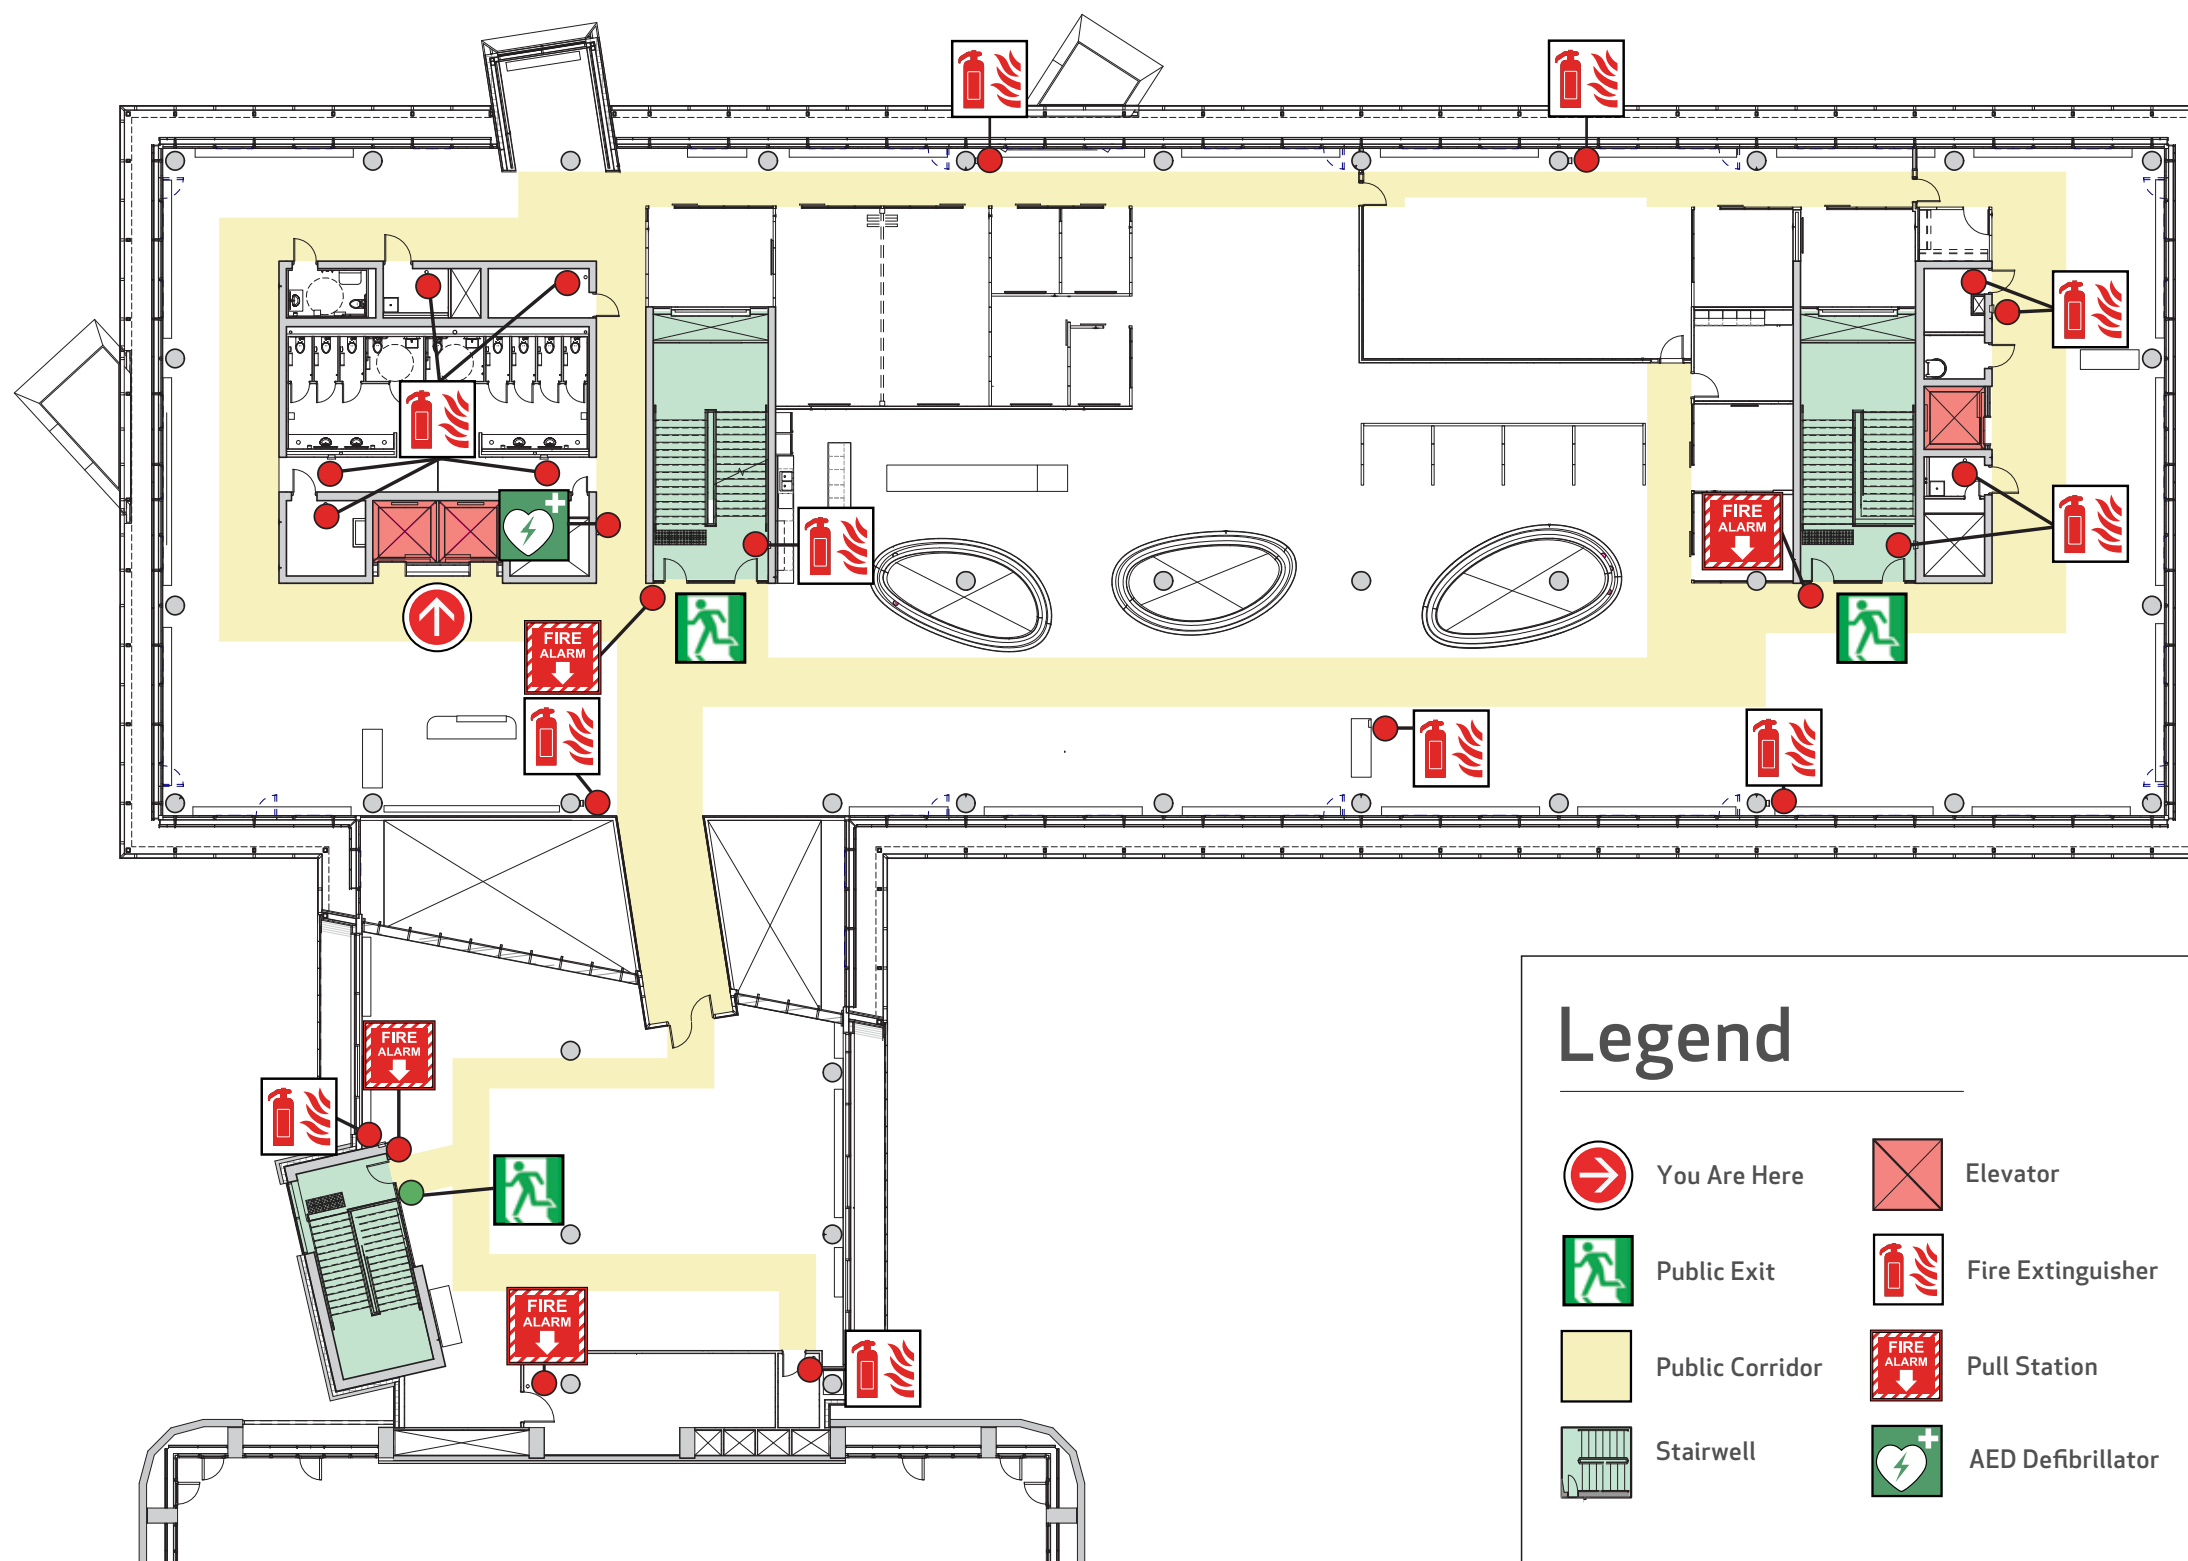 FIRE
ALARM
FIRE
ALARM
FIRE
ALARM
FIRE
ALARM
Legend
You Are Here
Elevator
Public Exit
Fire Extinguisher
Public Corridor
FIRE
ALARM
Pull Station
Stairwell
AED Defibrillator